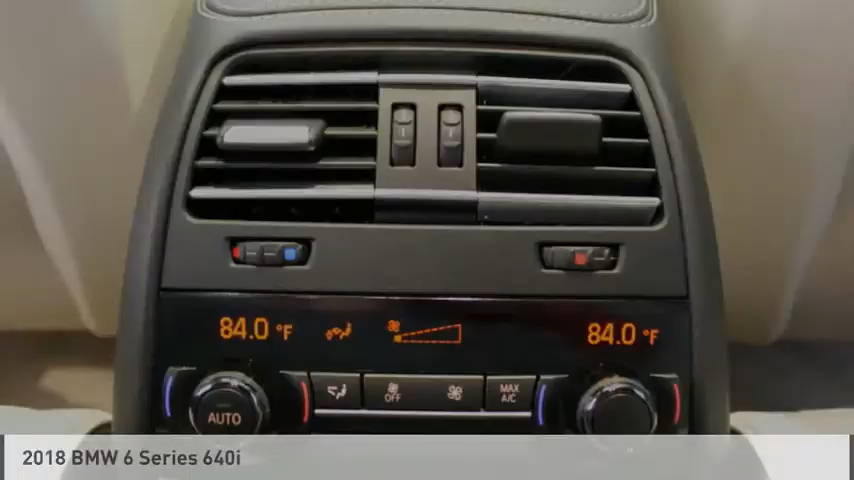 84.0 °F
84.0 °F
AUTO
OFF
MAX
A/C
2018 BMW 6 Series 640i